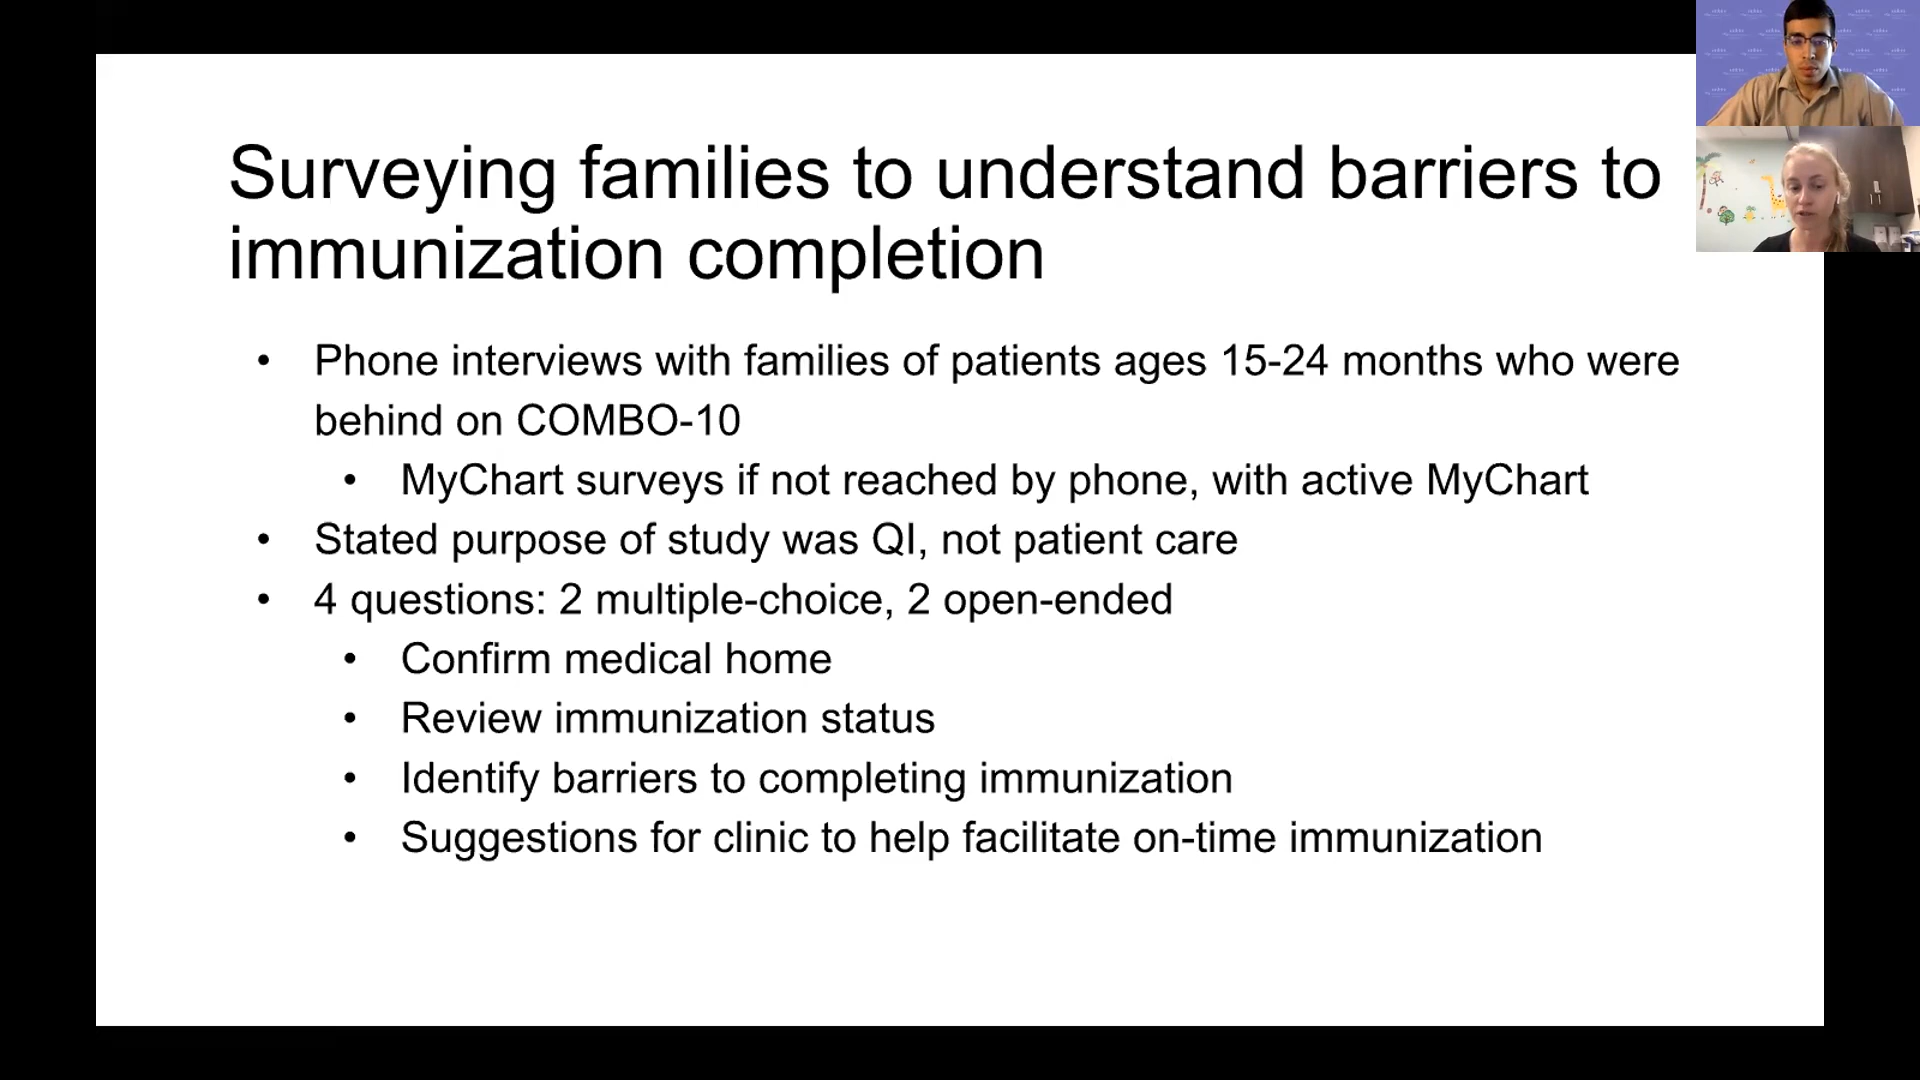 Surveying families to understand barriers to
immunization completion
• Phone interviews with families of patients ages 15-24 months who were
behind on COMBO-10
• MyChart surveys if not reached by phone, with active MyChart
• Stated purpose of study was QI, not patient care
• 4 questions: 2 multiple-choice, 2 open-ended
• Confirm medical home
• Review immunization status
• Identify barriers to completing immunization
• Suggestions for clinic to help facilitate on-time immunization